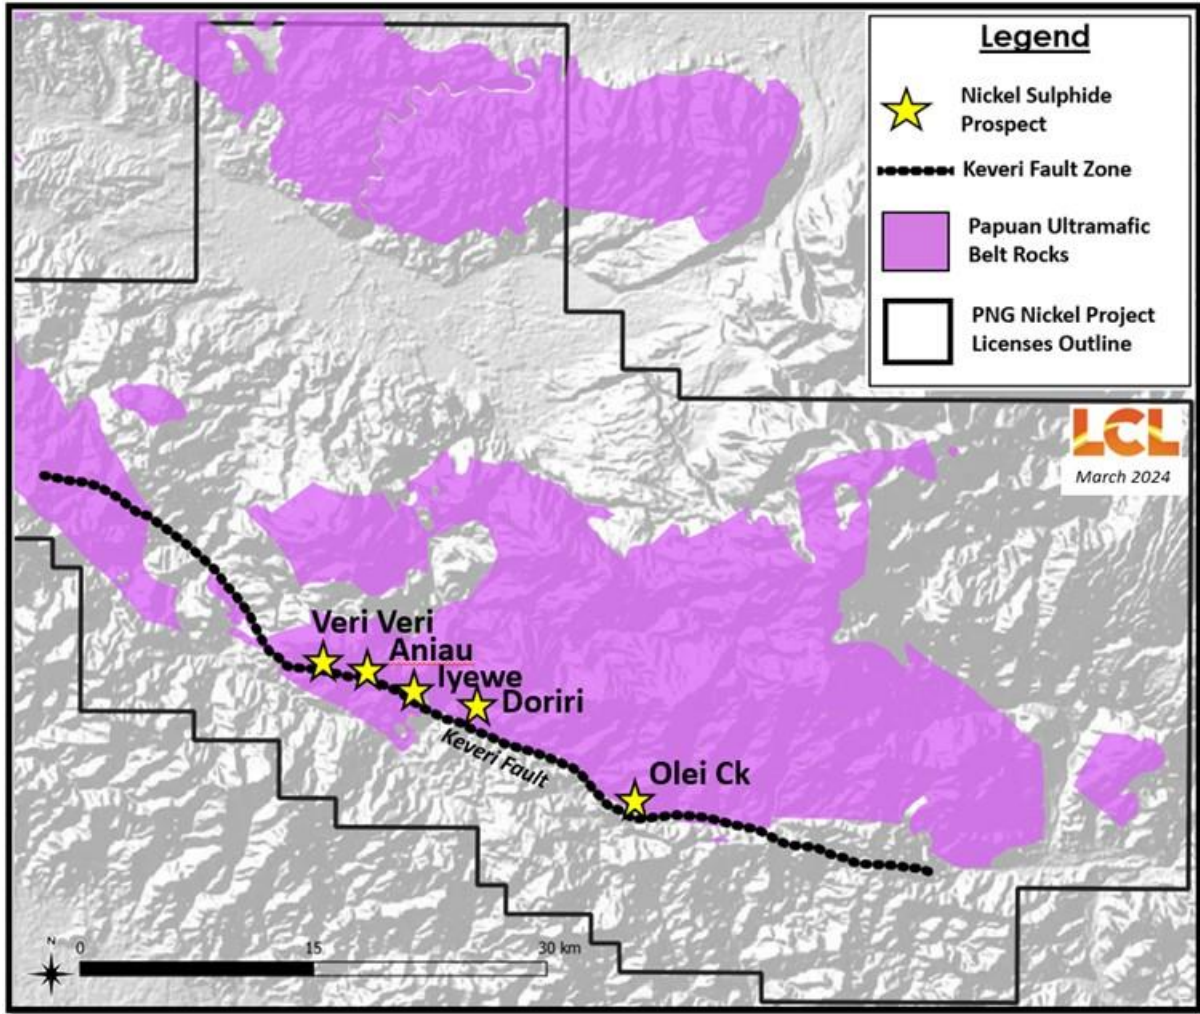 Legend
Nickel Sulphide
Prospect
Keveri Fault Zone
Papuan Ultramafic
Belt Rocks
PNG Nickel Project
Licenses Outline
LCL
March 2024
Veri Veri
Aniau
Iyewe
Doriri
Keveri Fault
Olei Ck
N
0 15 30 km